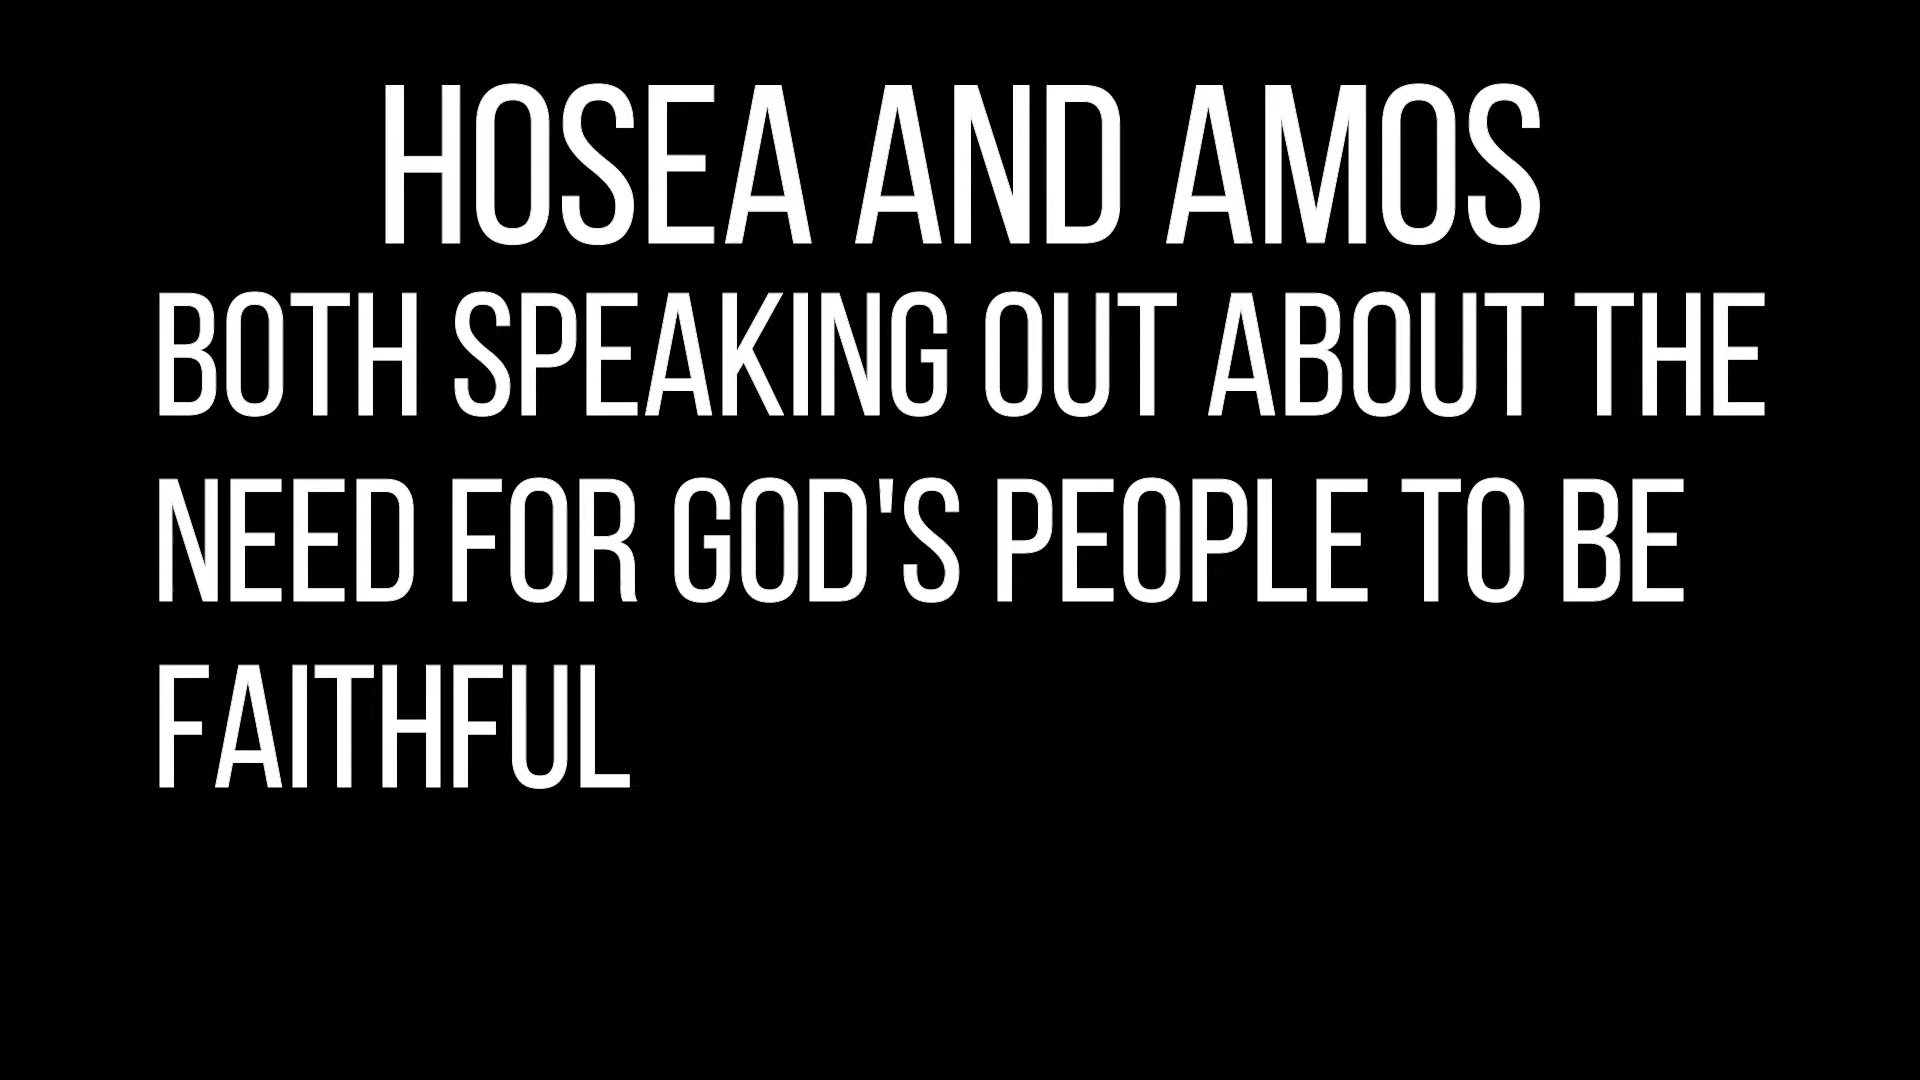 HOSEA AND AMOS
BOTH SPEAKING OUT ABOUT THE
NEED FOR GOD'S PEOPLE TO BE
FAITHFUL